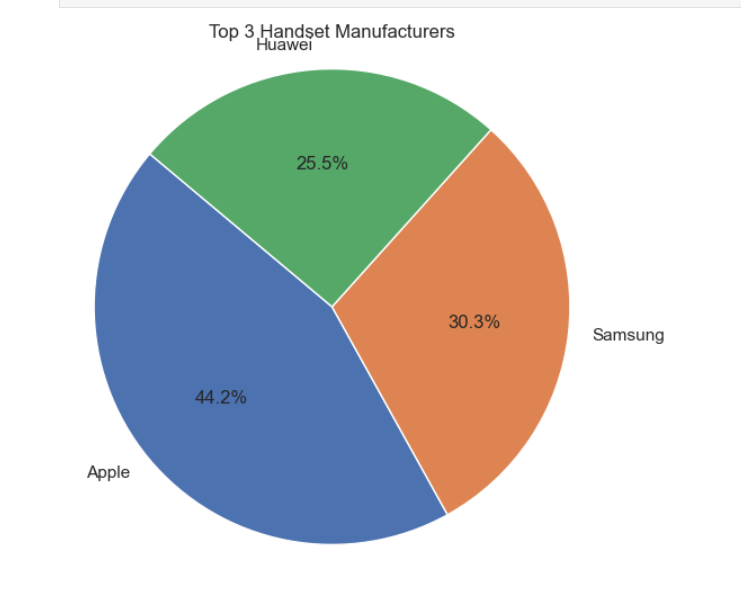 Top 3 Handset Manufacturers
Huawei
25.5%
30.3%
Samsung
44.2%
Apple